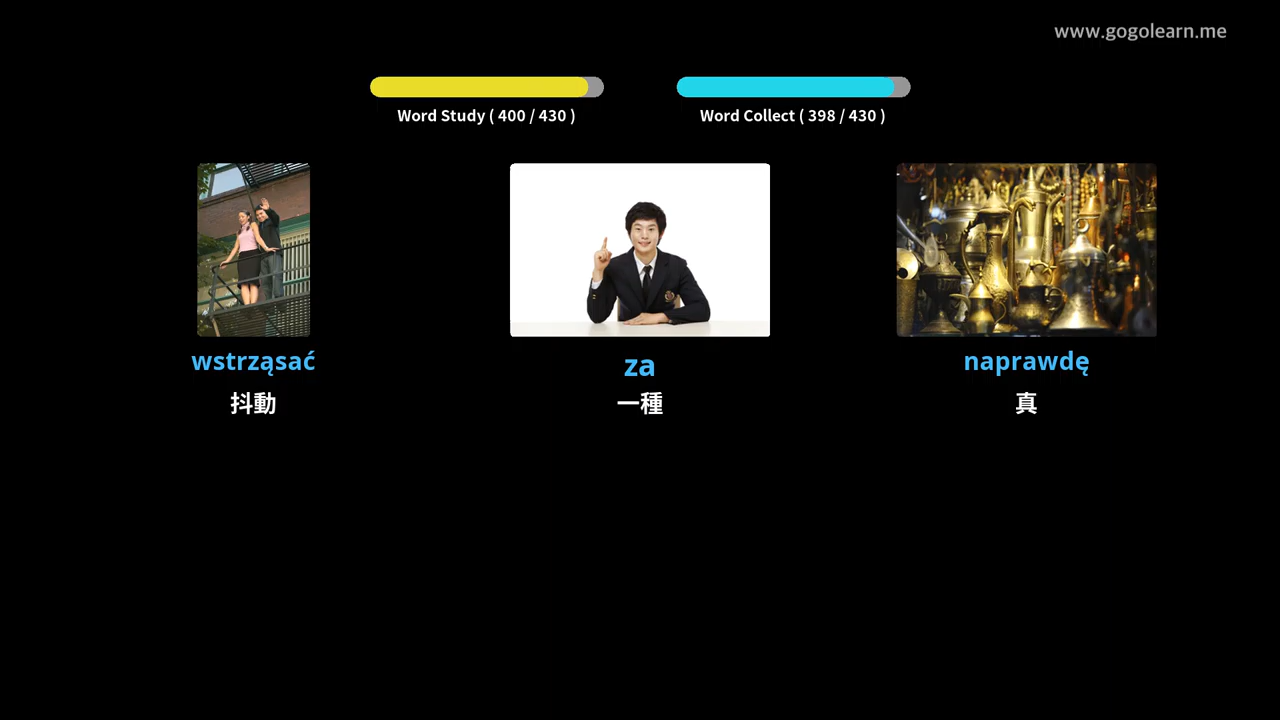 www.gogolearn.me
Word Study ( 400 / 430 )
Word Collect ( 398 / 430 )
wstrząsać
抖動
za
一種
naprawdę
真